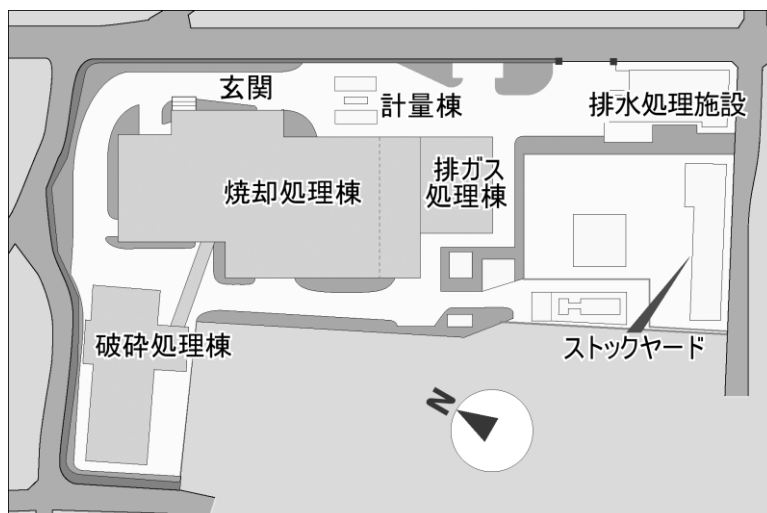 玄関
計量棟
排水処理施設
焼却処理棟
排ガス
処理棟
破砕処理棟
ストックヤード
N